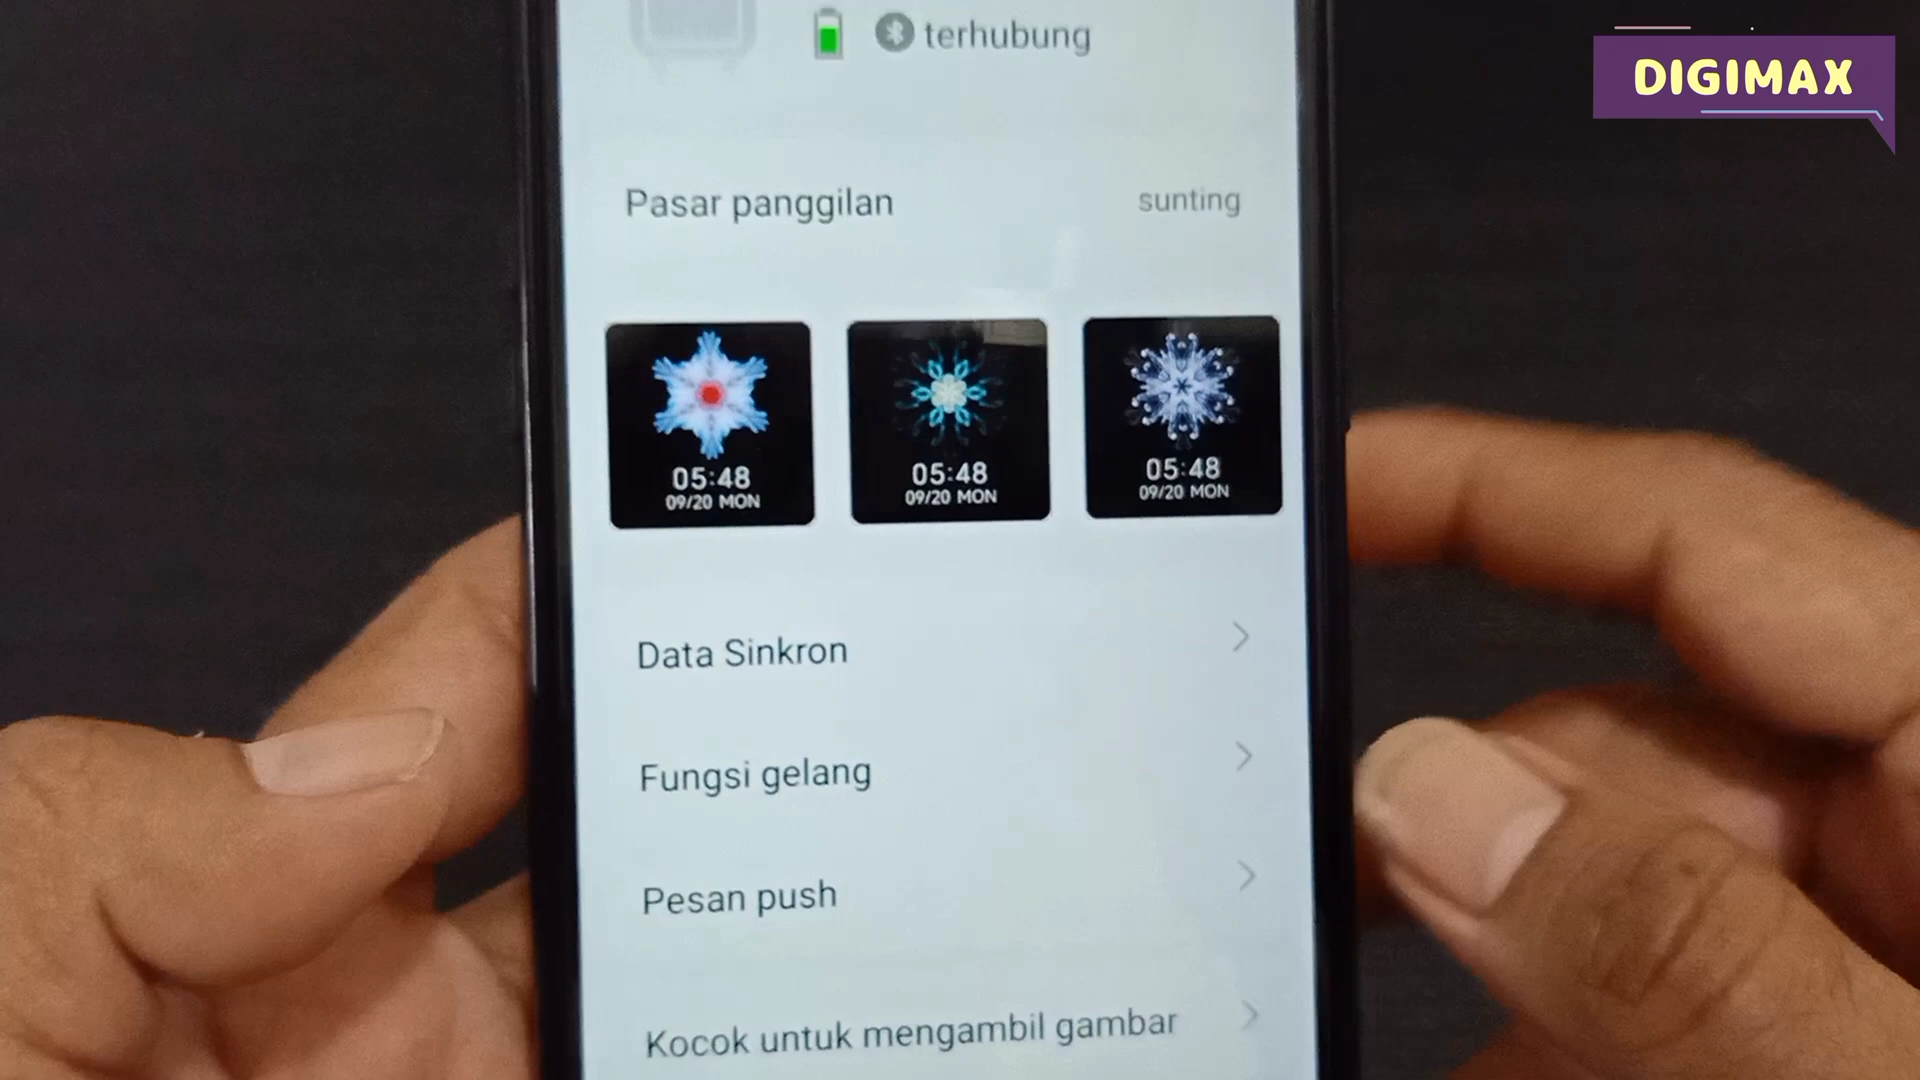 terhubung
DIGIMAX
Pasar panggilan
sunting
05:48
09/20 MON
05:48
09/20 MON
05:48
09/20 MON
Data Sinkron
Fungsi gelang
Pesan push
Kocok untuk mengambil gambar